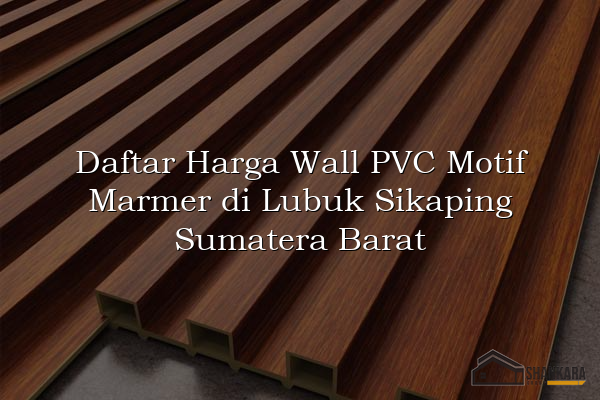 Daftar Harga Wall PVC Motif
Marmer di Lubuk Sikaping
Sumatera Barat